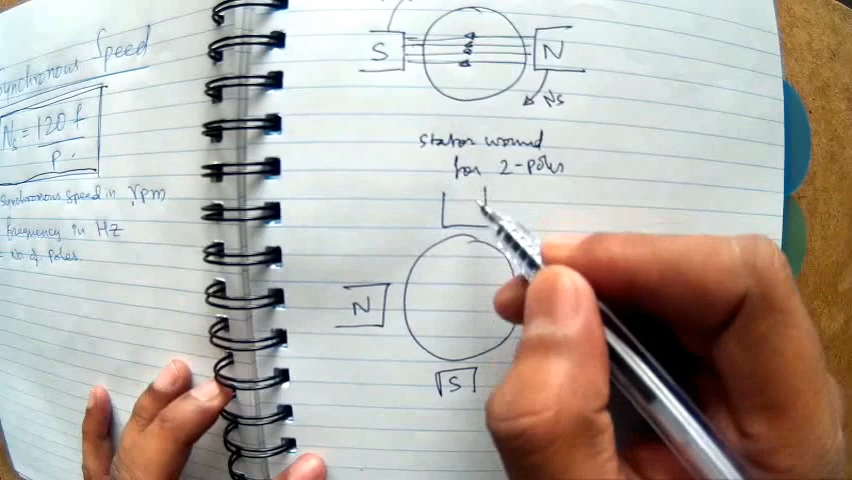 Synchronous Speed
Ns = 120 f
P.
Synchronous Speed in rpm
frequency in HZ
= No of Poles.
S
N
Ns
Stator wound
for 2-poles
N
S